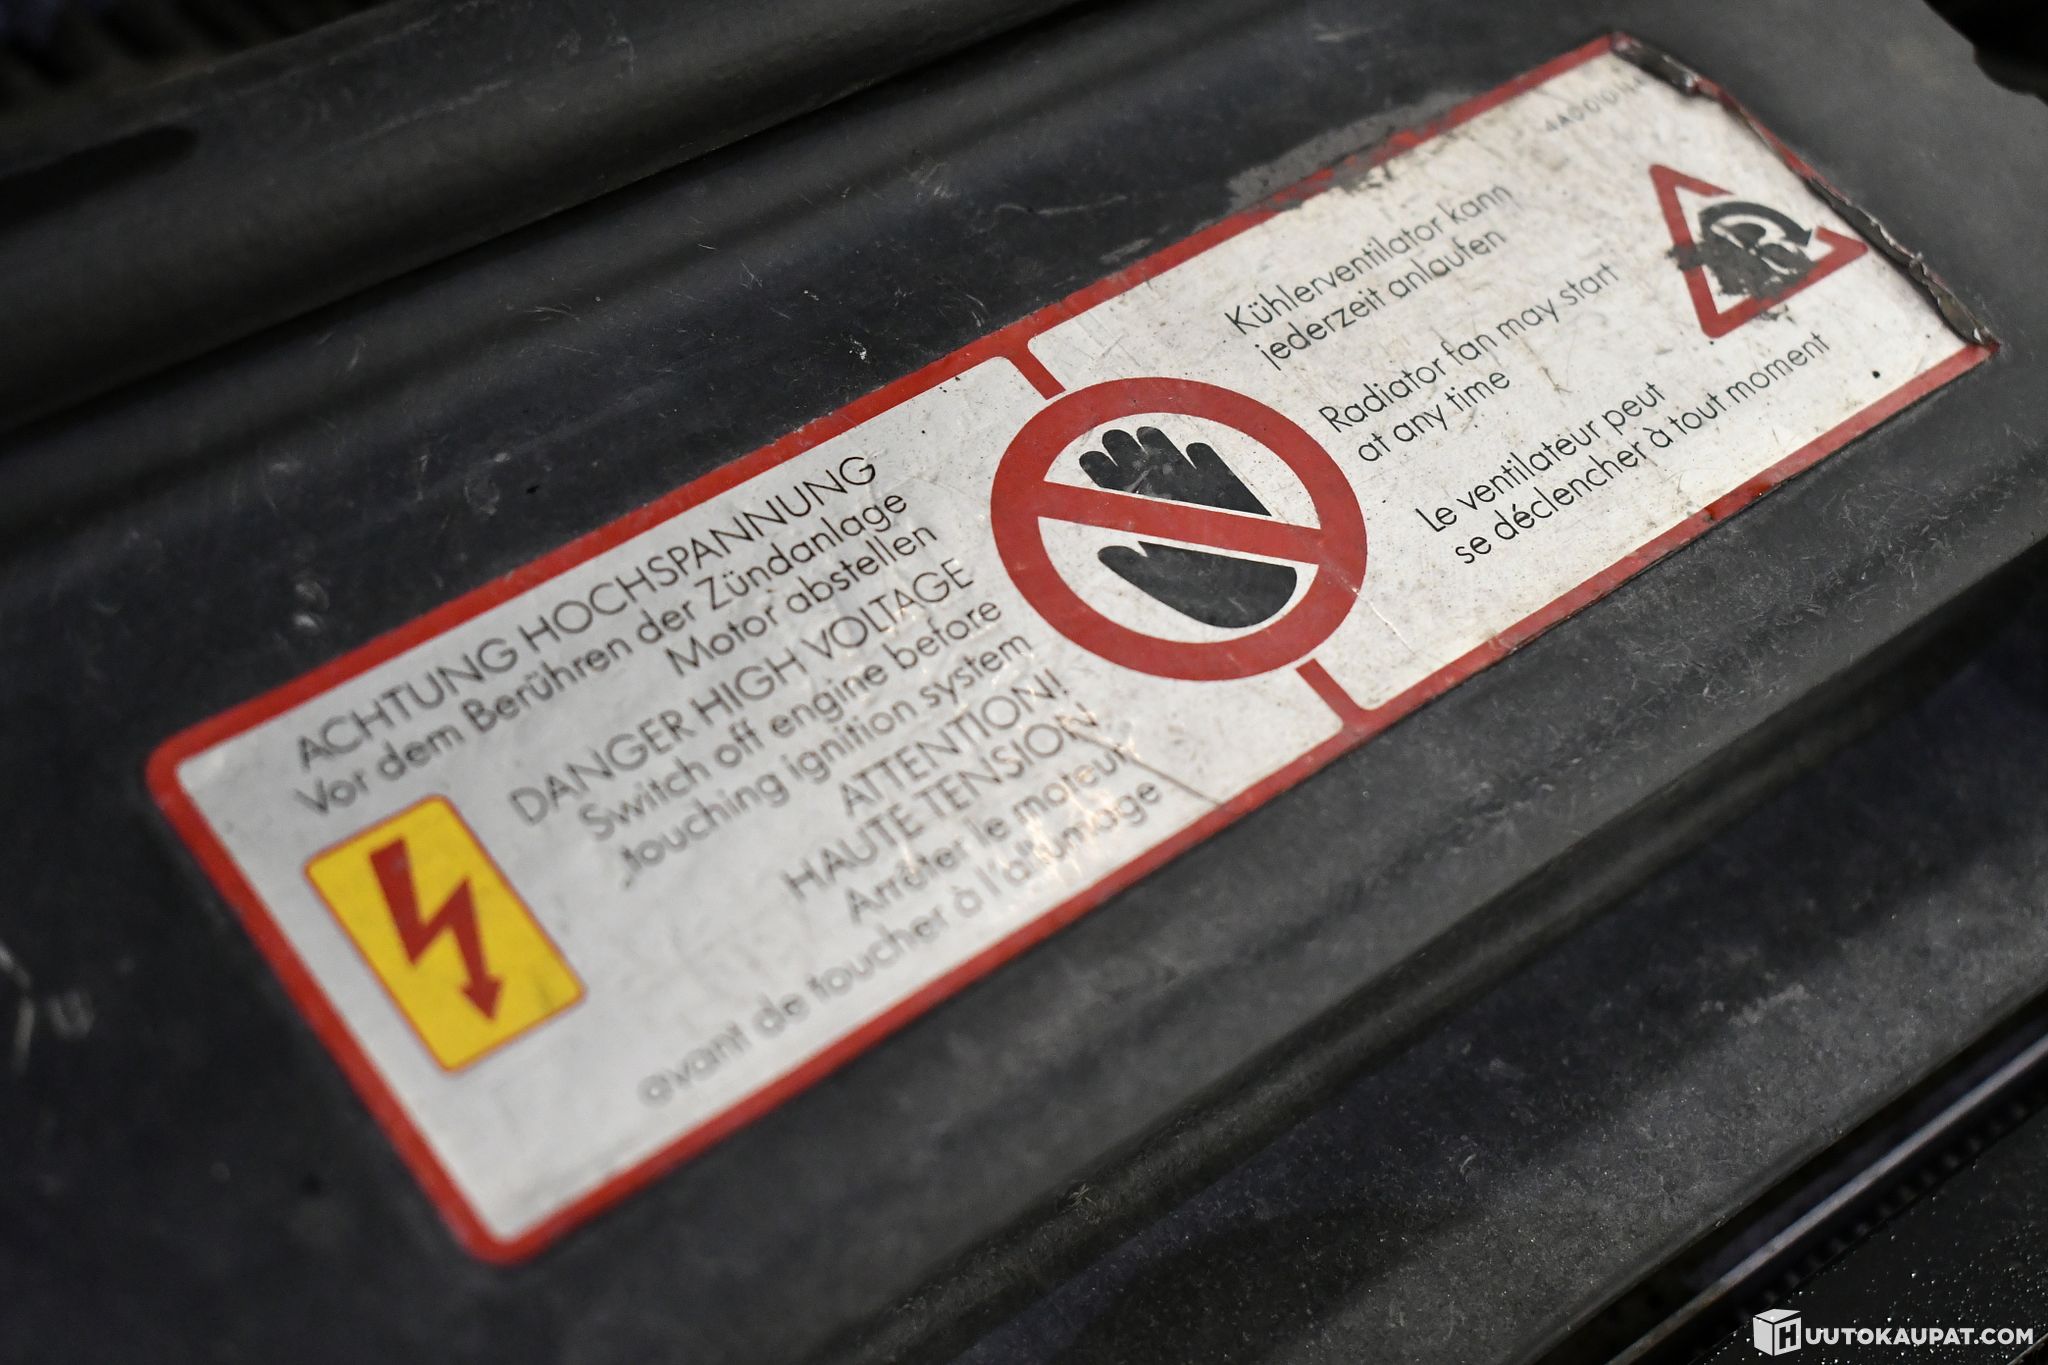 ACHTUNG HOCHSPANNUNG
Vor dem Berühren der Zündanlage
Motor abstellen
DANGER HIGH VOLTAGE
Switch off engine before
touching ignition system
ATTENTION!
HAUTE TENSION
Arrêter le moteur
avant de toucher à l'allumage
Kühlerventilator kann
jederzeit anlaufen
Radiator fan may start
at any time
Le ventilateur peut
se déclencher à tout moment
HUUTOKAUPAT.COM